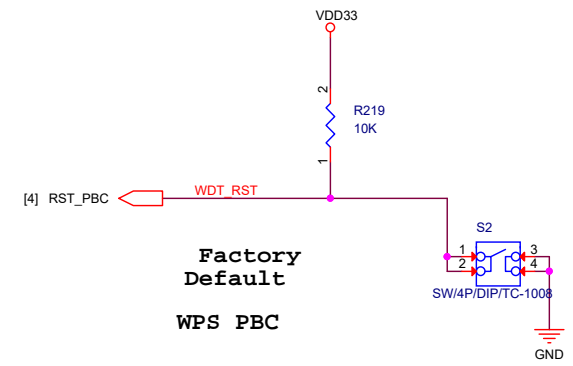 VDD33
2
R219
10K
1
[4] RST_PBC
WDT_RST
S2
1
3
2
4
Factory
Default
SW/4P/DIP/TC-1008
WPS PBC
GND